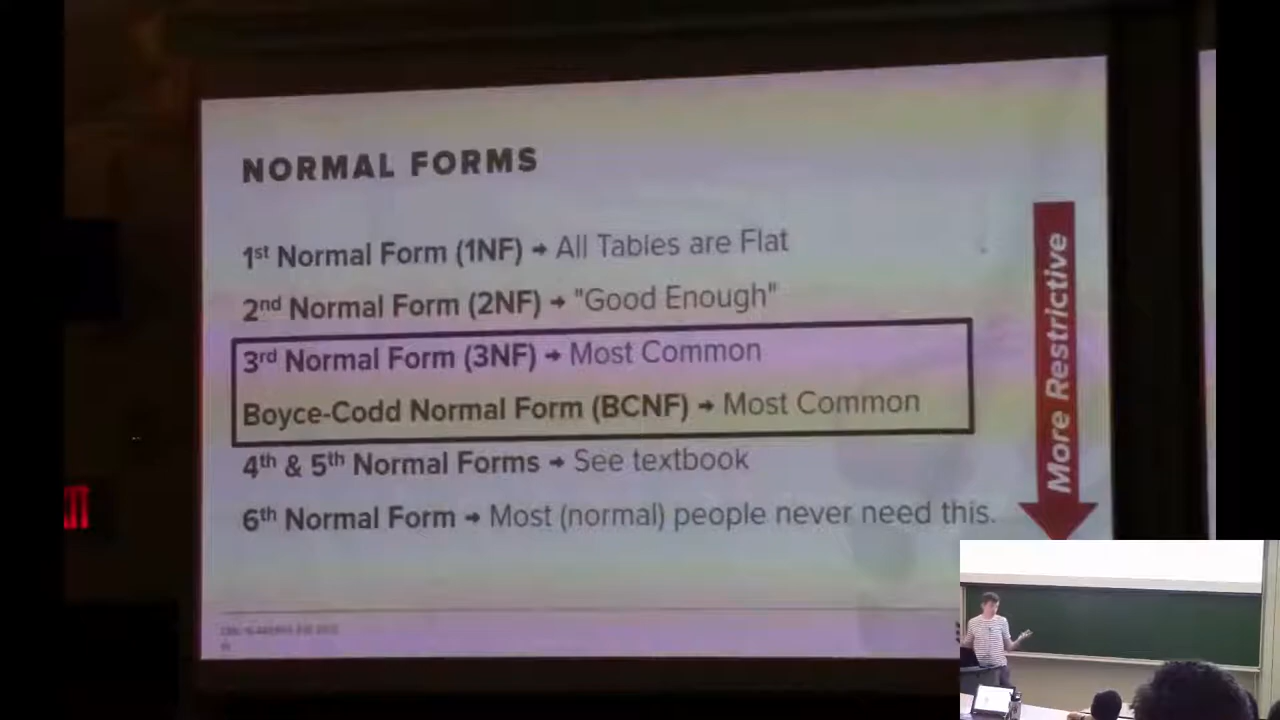 NORMAL FORMS
1st Normal Form (1NF) → All Tables are Flat
2nd Normal Form (2NF) → "Good Enough"
3rd Normal Form (3NF) → Most Common
Boyce-Codd Normal Form (BCNF) → Most Common
4th & 5th Normal Forms → See textbook
6th Normal Form → Most (normal) people never need this.
More Restrictive